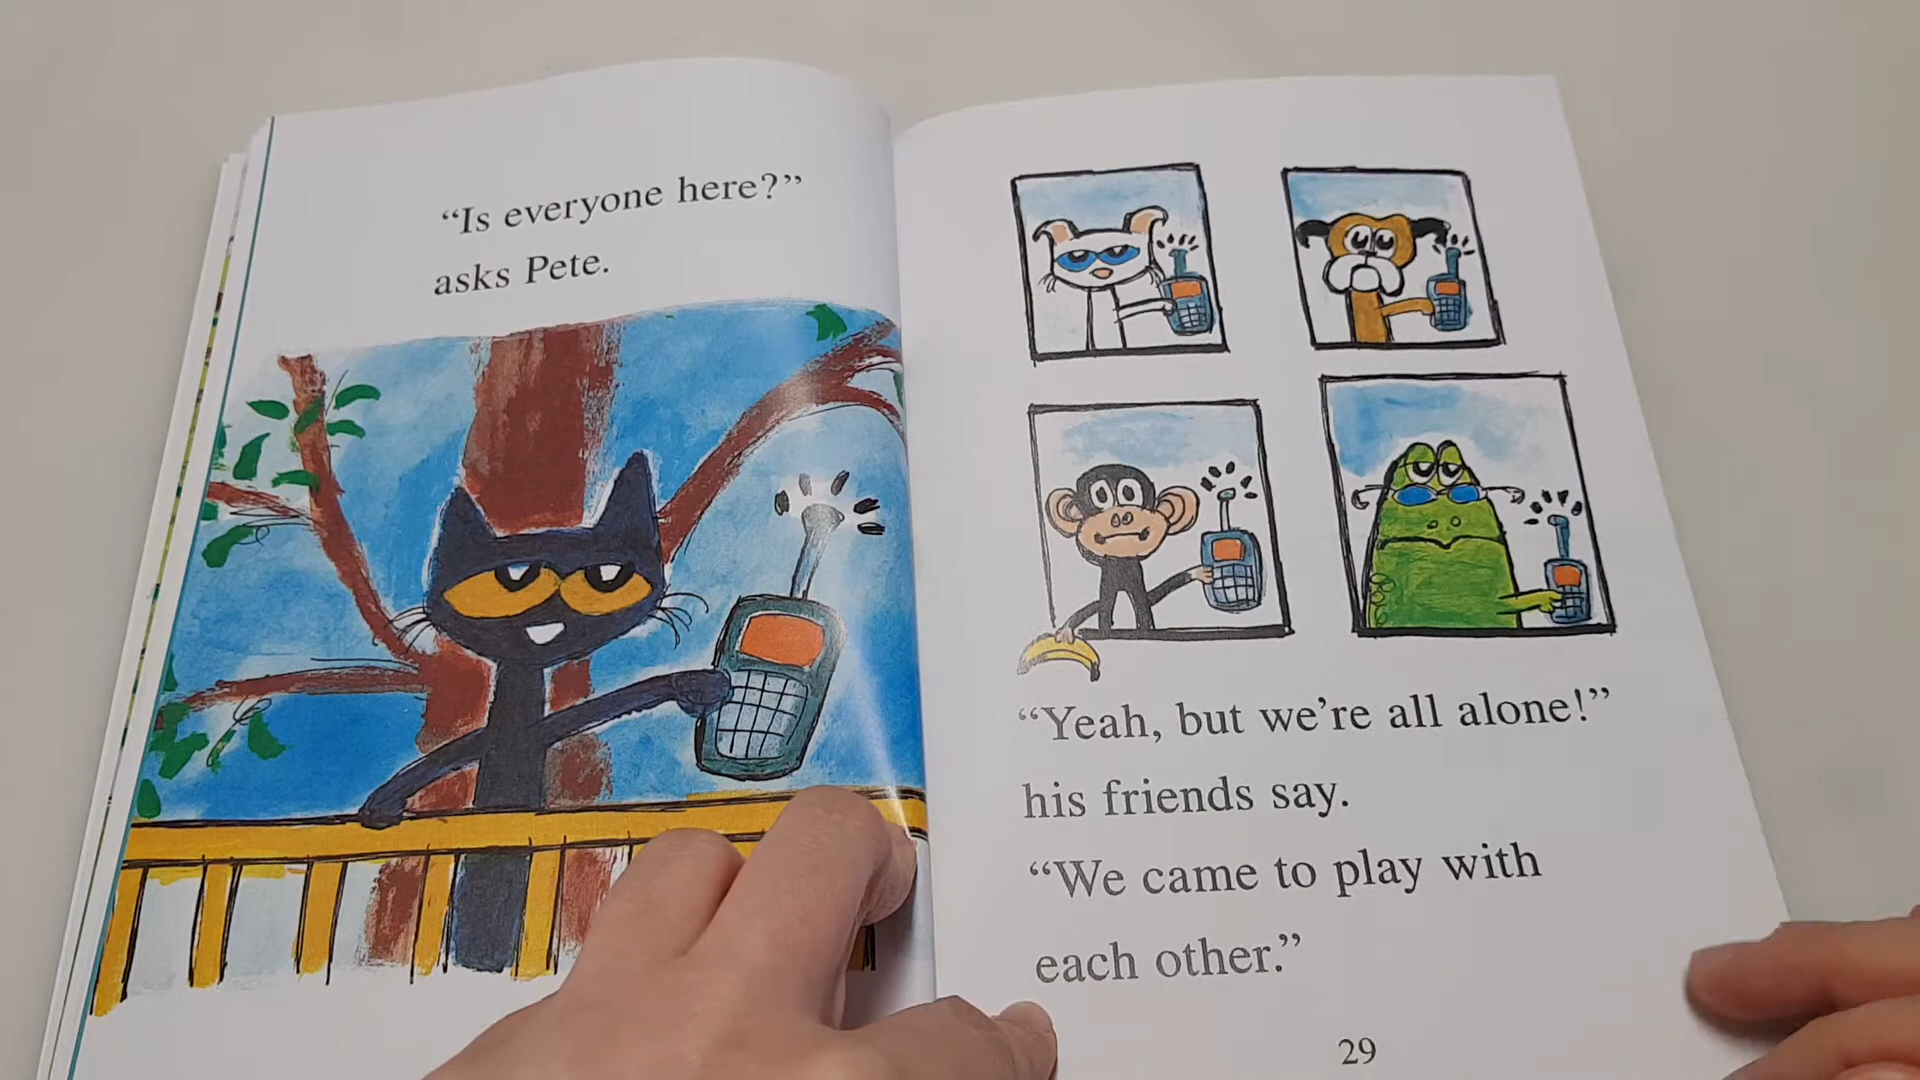 “Is everyone here?”
asks Pete.
“Yeah, but we’re all alone!”
his friends say.
“We came to play with
each other.”
29